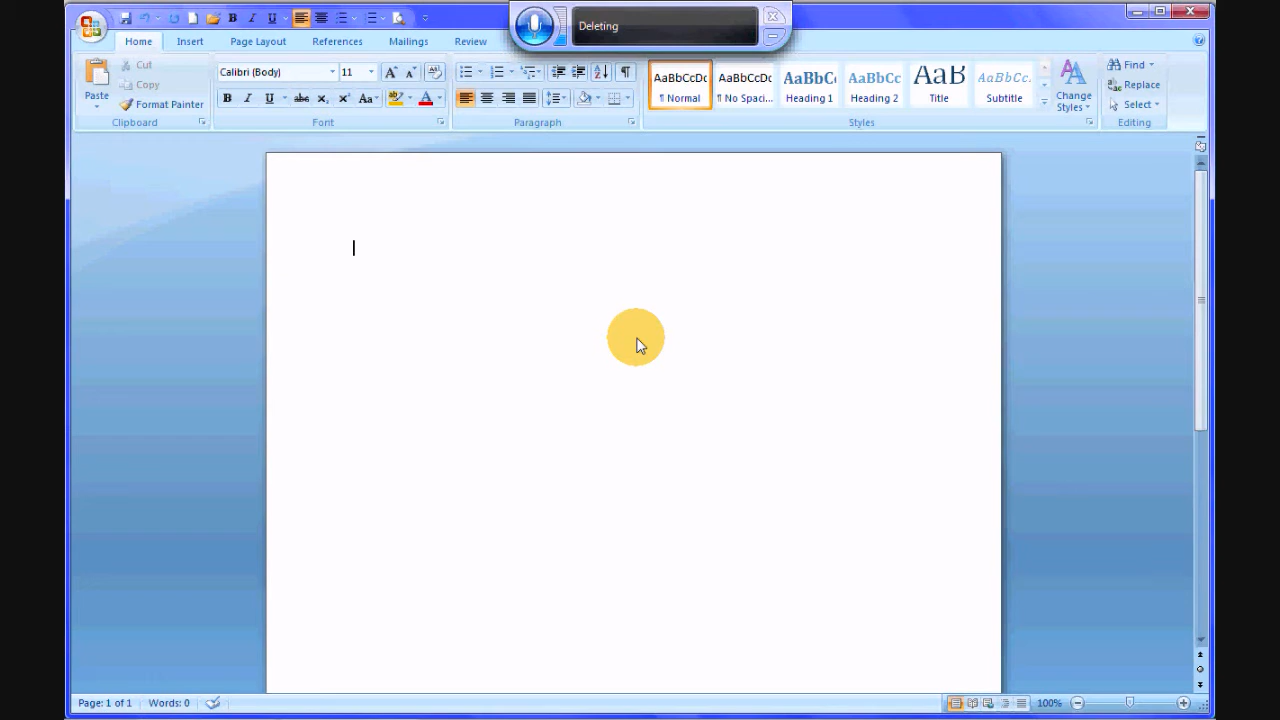 Deleting
Home Insert Page Layout References Mailings Review
Paste
Cut
Copy
Format Painter
Clipboard
Calibri (Body) 11
Font
Paragraph
AaBbCcDc AaBbCcDc AaBbCc AaBbCc AaB AaBbCc.
¶ Normal ¶ No Spaci... Heading 1 Heading 2 Title Subtitle
Change Styles
Styles
Find
Replace
Select
Editing
Page: 1 of 1 Words: 0 100%